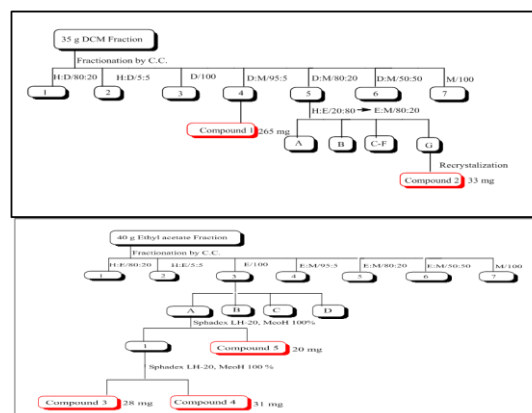 35 g DCM Fraction
Fractionation by C.C.
H:D/80:20 H:D/5:5 D/100 D:M/95:5 D:M/80:20 D:M/50:50 M/100
1 2 3 4 5 6 7
H:E/20:80 E:M/80:20
Compound 1 265 mg
A B C-F G
Recrystalization
Compound 2 33 mg
40 g Ethyl acetate Fraction
Fractionation by C.C.
H:E/80:20 H:E/5:5 E/100 E:M/95:5 E:M/80:20 E:M/50:50 M/100
1 2 3 4 5 6 7
A B C D
Sphadex LH-20, MeoH 100%
1 Compound 5 20 mg
Sphadex LH-20, MeoH 100 %
Compound 3 28 mg Compound 4 31 mg